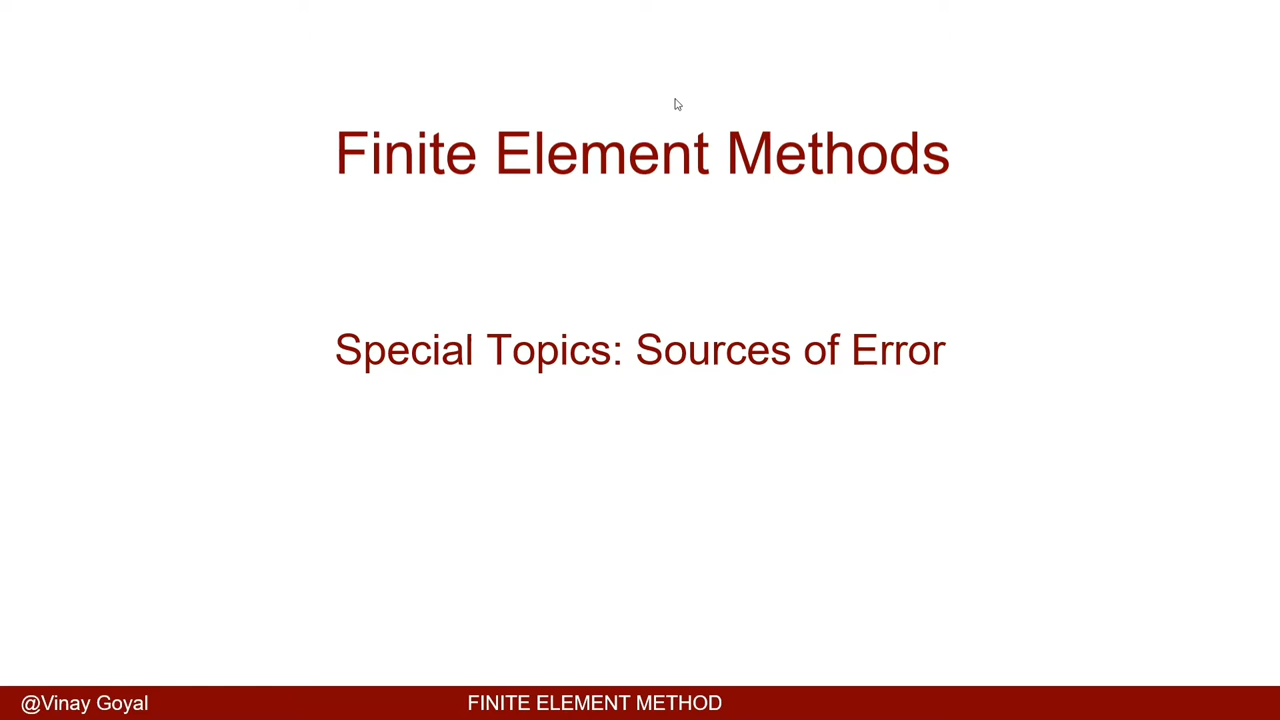 Finite Element Methods
Special Topics: Sources of Error
@Vinay Goyal
FINITE ELEMENT METHOD